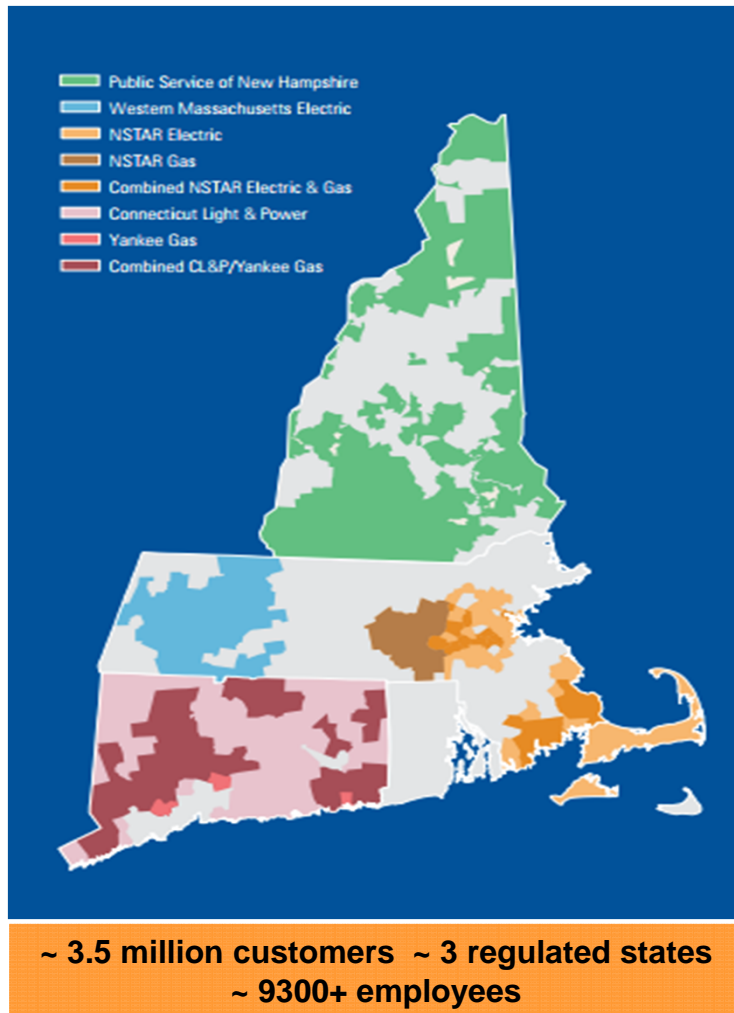 Public Service of New Hampshire
Western Massachusetts Electric
NSTAR Electric
NSTAR Gas
Combined NSTAR Electric & Gas
Connecticut Light & Power
Yankee Gas
Combined CL&P/Yankee Gas
~ 3.5 million customers ~ 3 regulated states
~ 9300+ employees